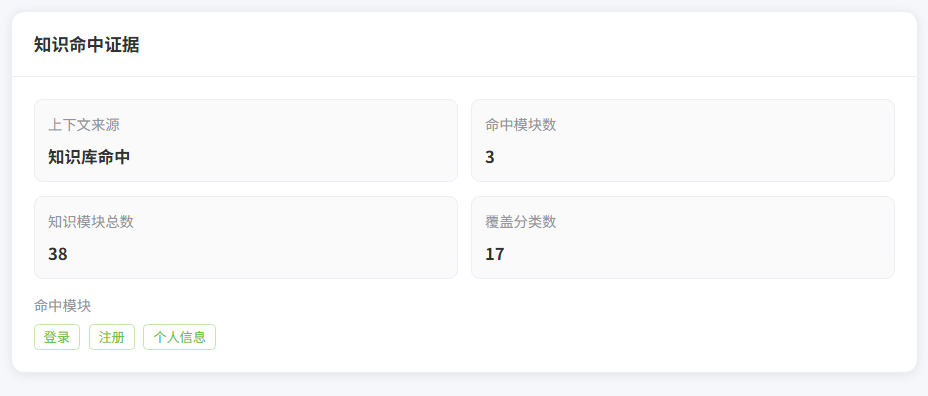 知识命中证据
上下文来源
知识库命中
命中模块数
3
知识模块总数
38
覆盖分类数
17
命中模块
登录 注册 个人信息